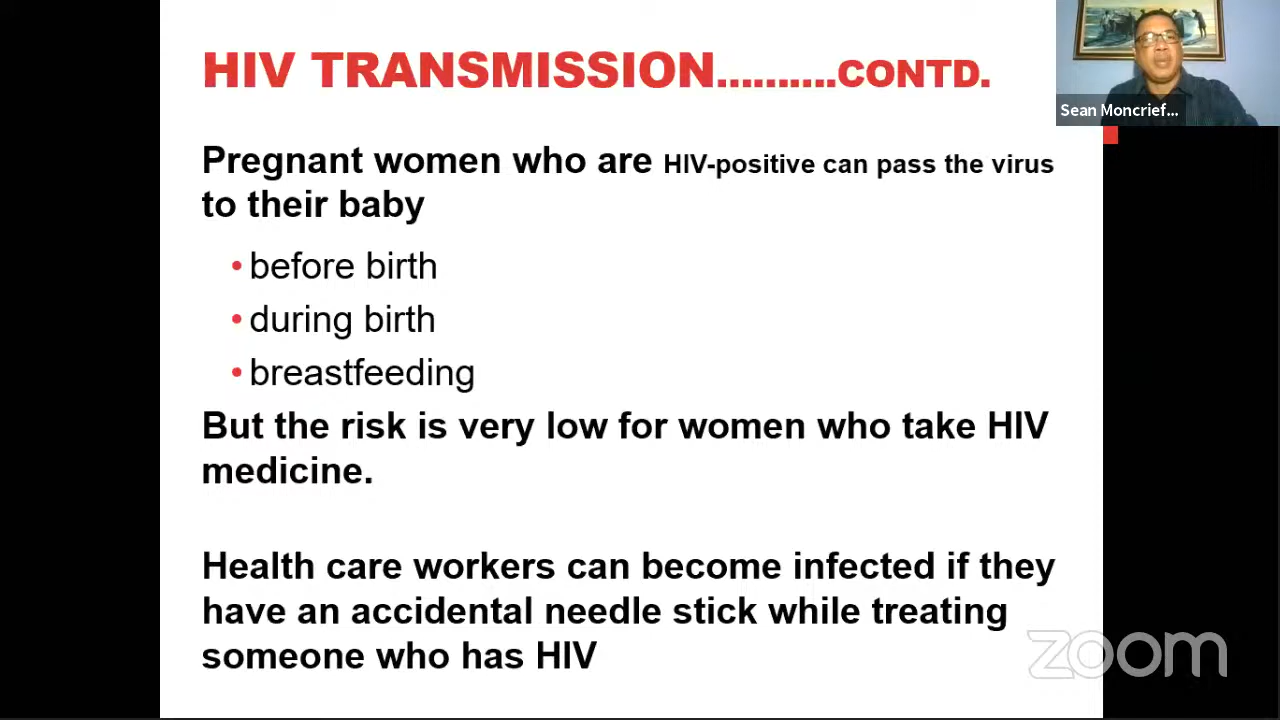 HIV TRANSMISSION..........CONTD.
Sean Moncrief...
Pregnant women who are HIV-positive can pass the virus
to their baby
• before birth
• during birth
• breastfeeding
But the risk is very low for women who take HIV
medicine.
Health care workers can become infected if they
have an accidental needle stick while treating
someone who has HIV
zoom